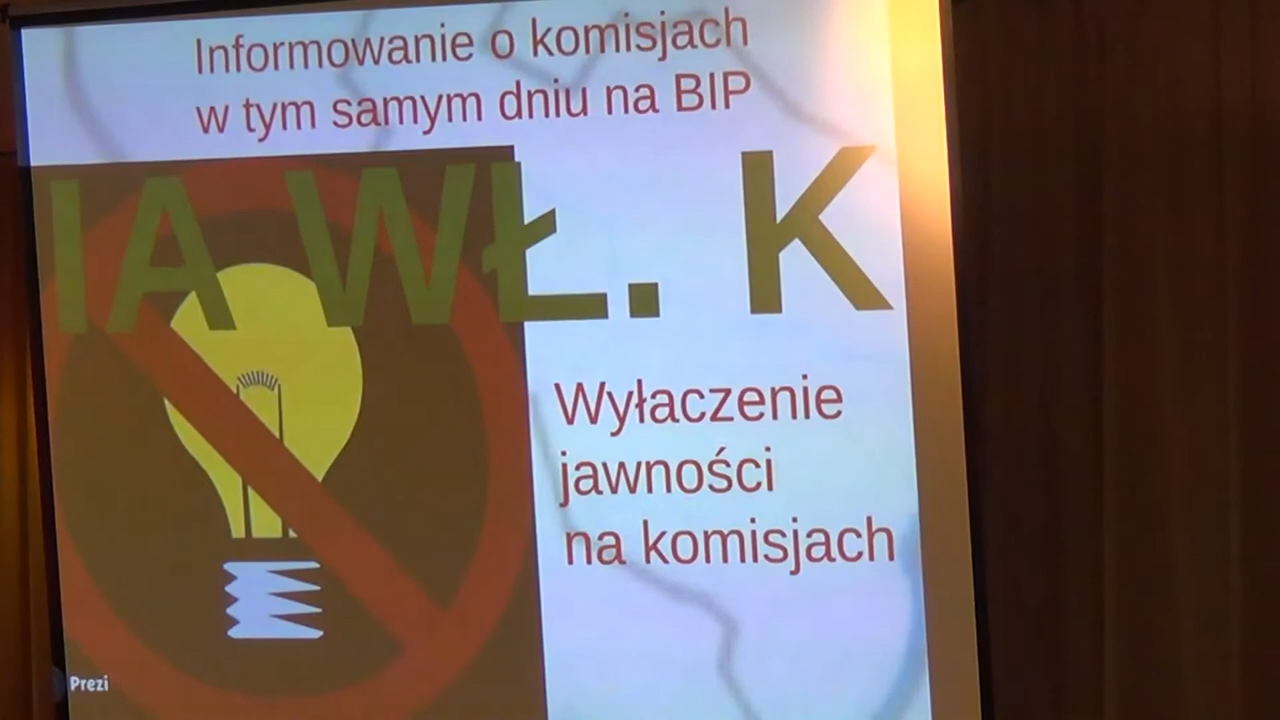 Informowanie o komisjach
w tym samym dniu na BIP
IA WŁ. K
Wyłaczenie
jawności
na komisjach
Prezi